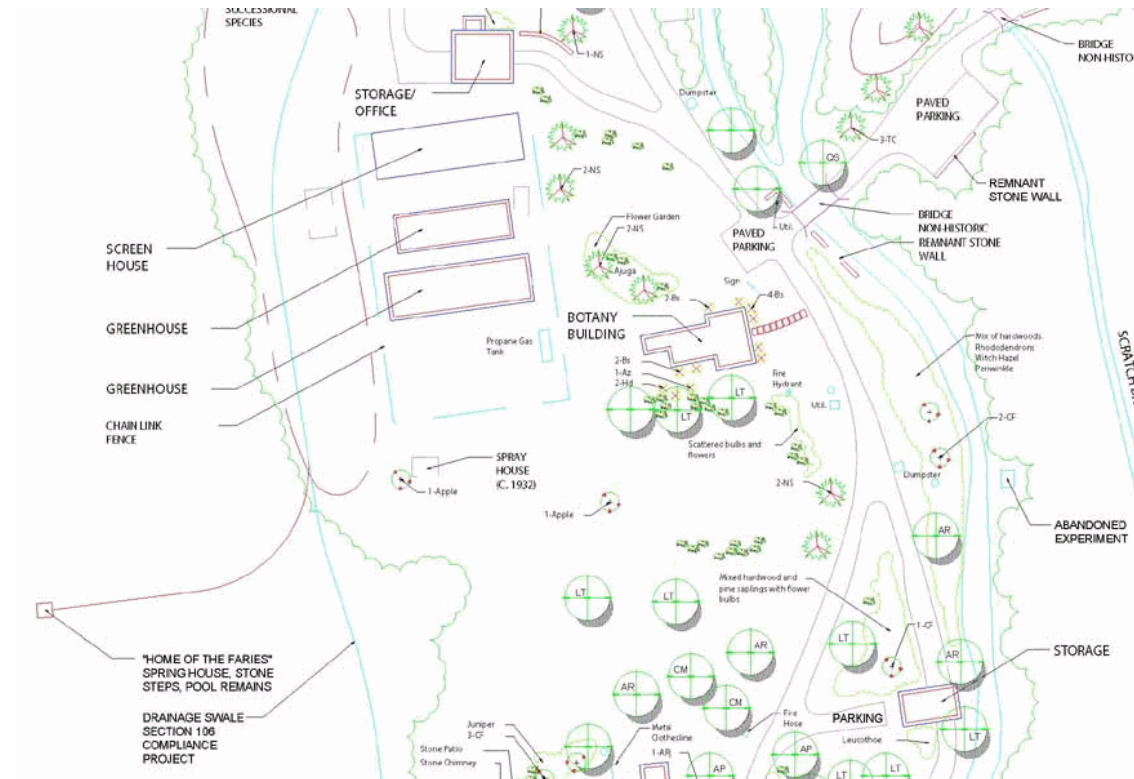 SUCCESSIONAL
SPECIES
1-NS
BRIDGE
STORAGE/
OFFICE
Dumpster
PAVED
PARKING
3-TC
OS
2-NS
REMNANT
STONE WALL
Flower Garden
2-NS
Util.
BRIDGE
NON-HISTORIC
REMNANT STONE
WALL
PAVED
PARKING
SCREEN
HOUSE
Ajuga
Sign
2-Bs
4-Bs
BOTANY
BUILDING
GREENHOUSE
Propane Gas
Tank
Mix of hardwoods
Rhododendrons
Witch Hazel
Periwinkle
2-Bs
1-Az
2-Hd
Fire
Hydrant
GREENHOUSE
LT
LT
Util.
2-CF
CHAIN LINK
FENCE
Scattered bulbs and
flowers
SPRAY
HOUSE
(C. 1932)
Dumpster
1-Apple
2-NS
1-Apple
ABANDONED
EXPERIMENT
AR
Mixed hardwood and
pine saplings with flower
bulbs
LT
LT
1-CF
LT
AR
STORAGE
AR
"HOME OF THE FARIES"
SPRING HOUSE, STONE
STEPS, POOL REMAINS
CM
AR
CM
DRAINAGE SWALE
SECTION 106
COMPLIANCE
PROJECT
PARKING
Fire
Hose
Juniper
3-CF
Metal
Clothesline
Leucothoe
LT
Stone Patio
Stone Chimney
1-AR
AP
AP
LT
LT